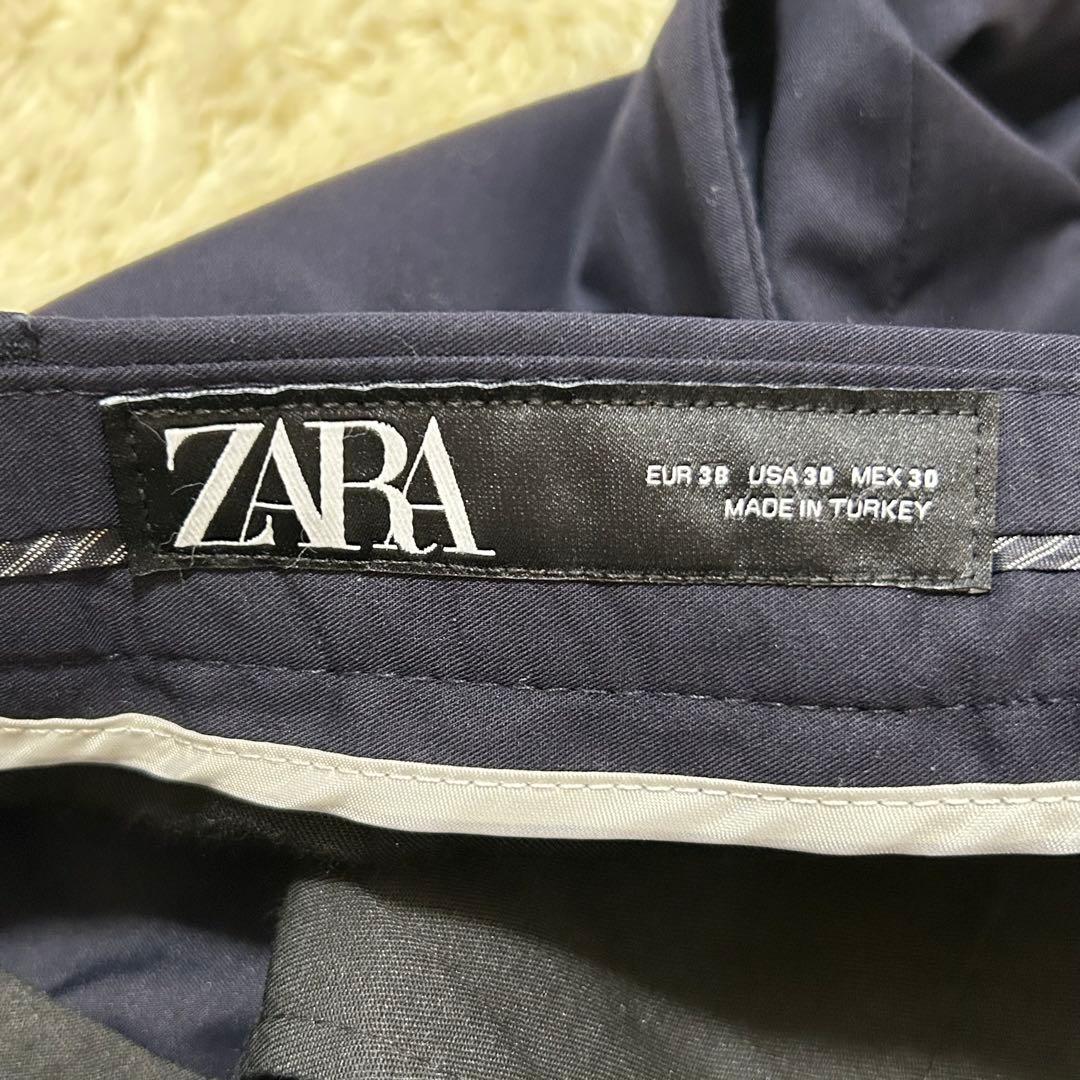 ZARA
EUR 38 USA 30 MEX 30
MADE IN TURKEY